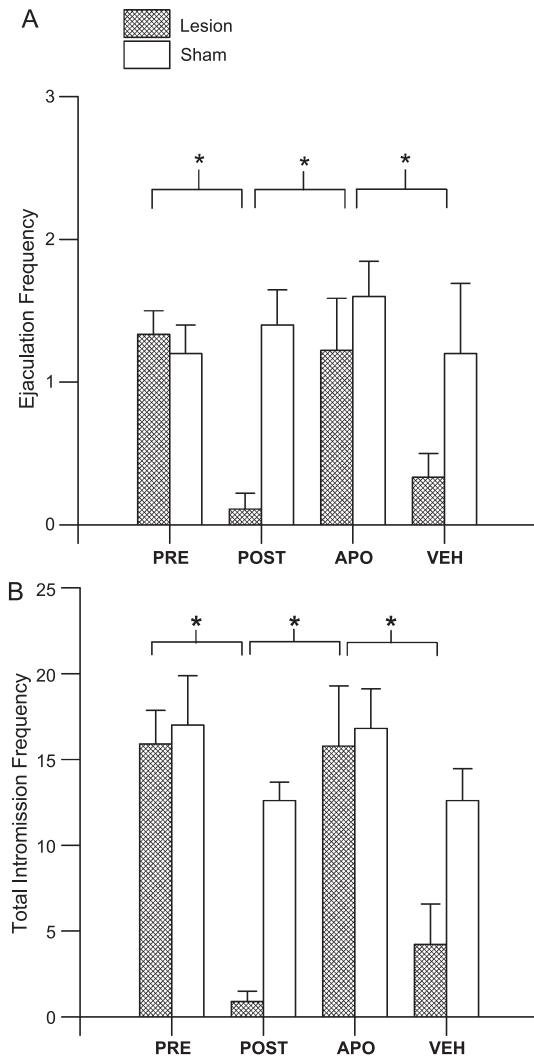 A
Lesion
Sham
3
2
1
0
Ejaculation Frequency
*
*
*
PRE
POST
APO
VEH
B
25
20
15
10
5
0
Total Intromission Frequency
*
*
*
PRE
POST
APO
VEH